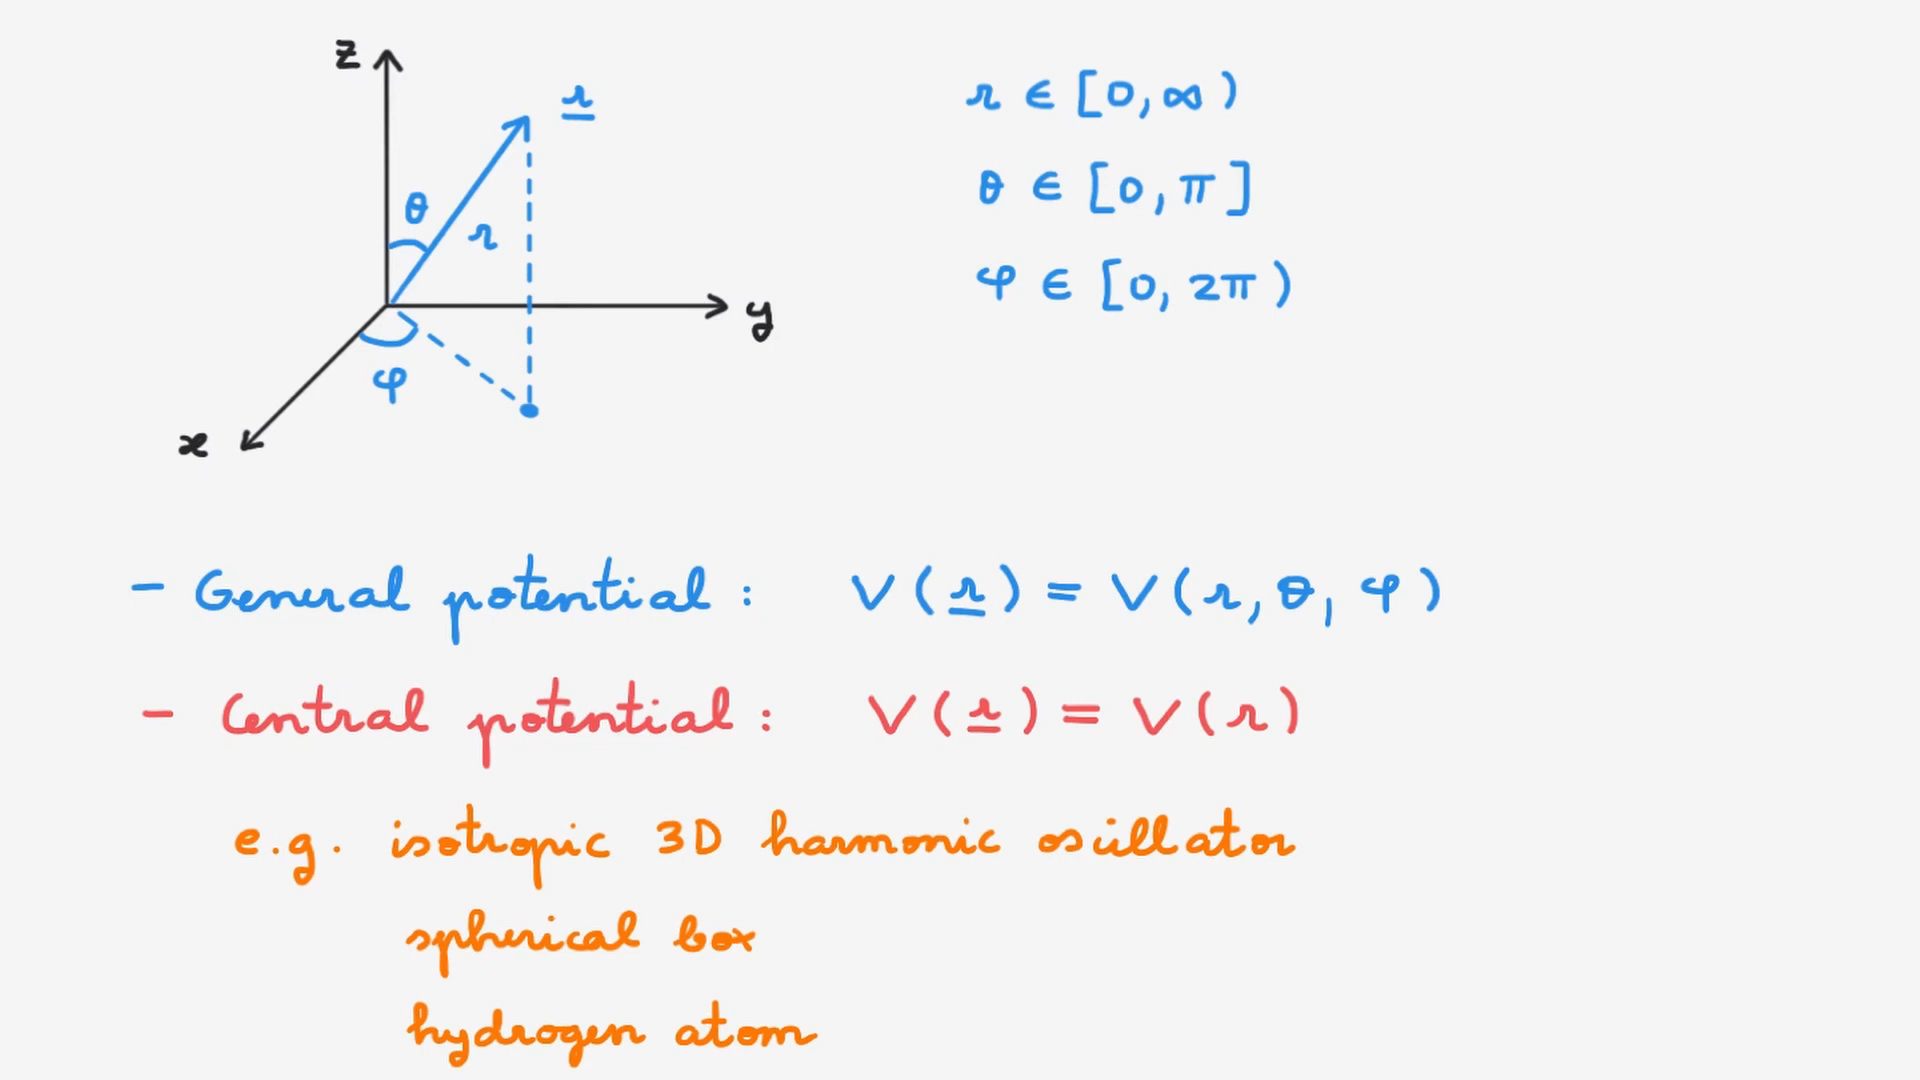 z
r
θ
r
y
φ
x
r ∈ [0, ∞)
θ ∈ [0, π]
φ ∈ [0, 2π)
- General potential: V(r) = V(r, θ, φ)
- Central potential: V(r) = V(r)
e.g. isotropic 3D harmonic oscillator
spherical box
hydrogen atom